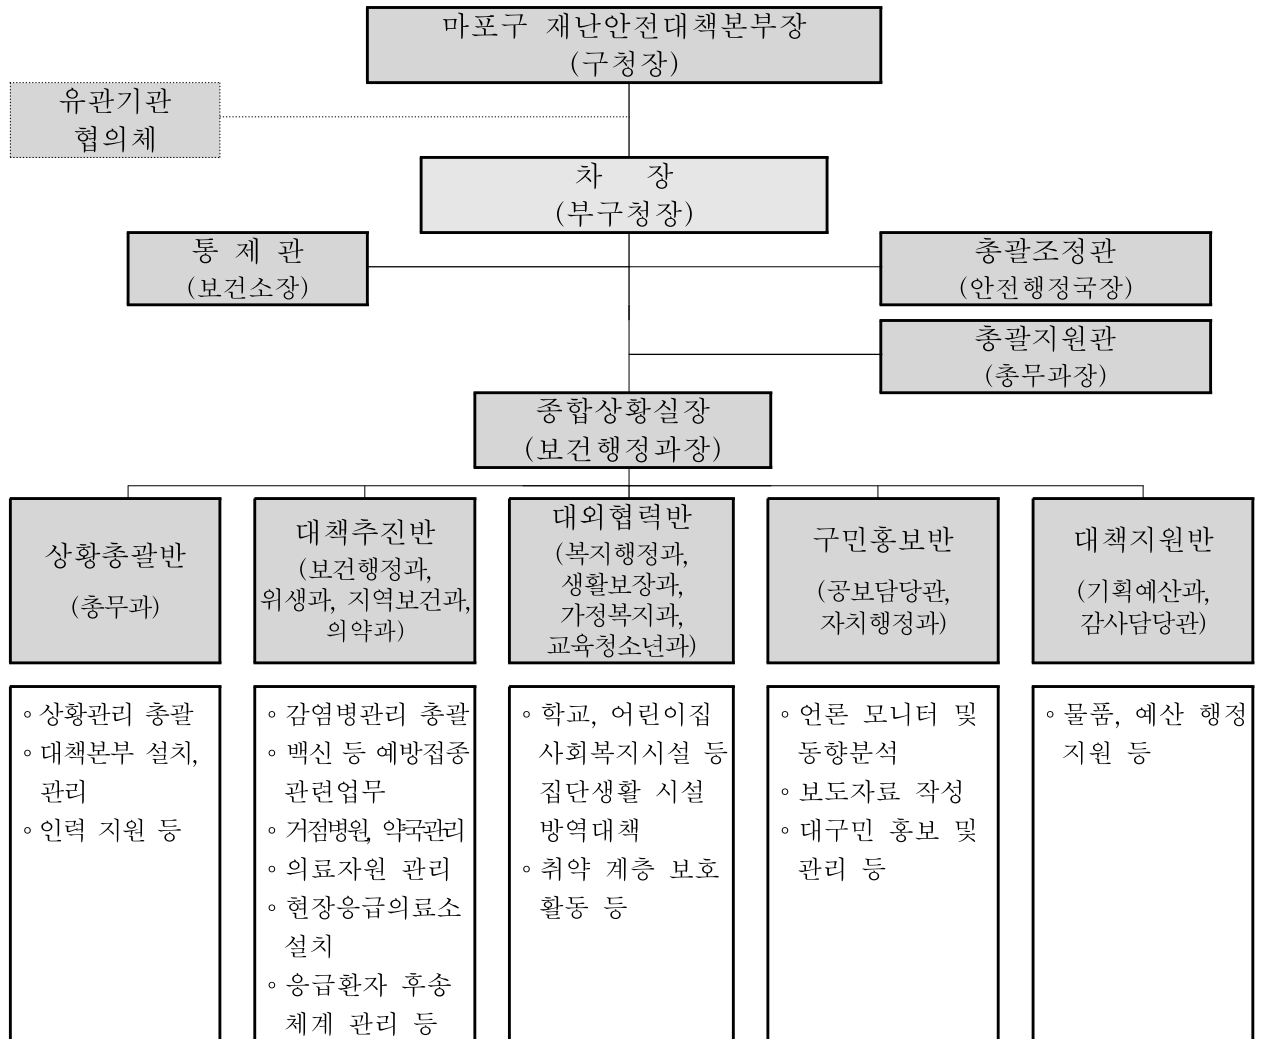 마포구 재난안전대책본부장
(구청장)
유관기관
협의체
차 장
(부구청장)
통 제 관
(보건소장)
총괄조정관
(안전행정국장)
총괄지원관
(총무과장)
종합상황실장
(보건행정과장)
상황총괄반
(총무과)
대책추진반
(보건행정과,
위생과, 지역보건과,
의약과)
대외협력반
(복지행정과,
생활보장과,
가정복지과,
교육청소년과)
구민홍보반
(공보담당관,
자치행정과)
대책지원반
(기획예산과,
감사담당관)
◦상황관리 총괄
◦대책본부 설치,
관리
◦인력 지원 등
◦감염병관리 총괄
◦백신 등 예방접종
관련업무
◦거점병원, 약국관리
◦의료자원 관리
◦현장응급의료소
설치
◦응급환자 후송
체계 관리 등
◦학교, 어린이집
사회복지시설 등
집단생활 시설
방역대책
◦취약 계층 보호
활동 등
◦언론 모니터 및
동향분석
◦보도자료 작성
◦대구민 홍보 및
관리 등
◦물품, 예산 행정
지원 등